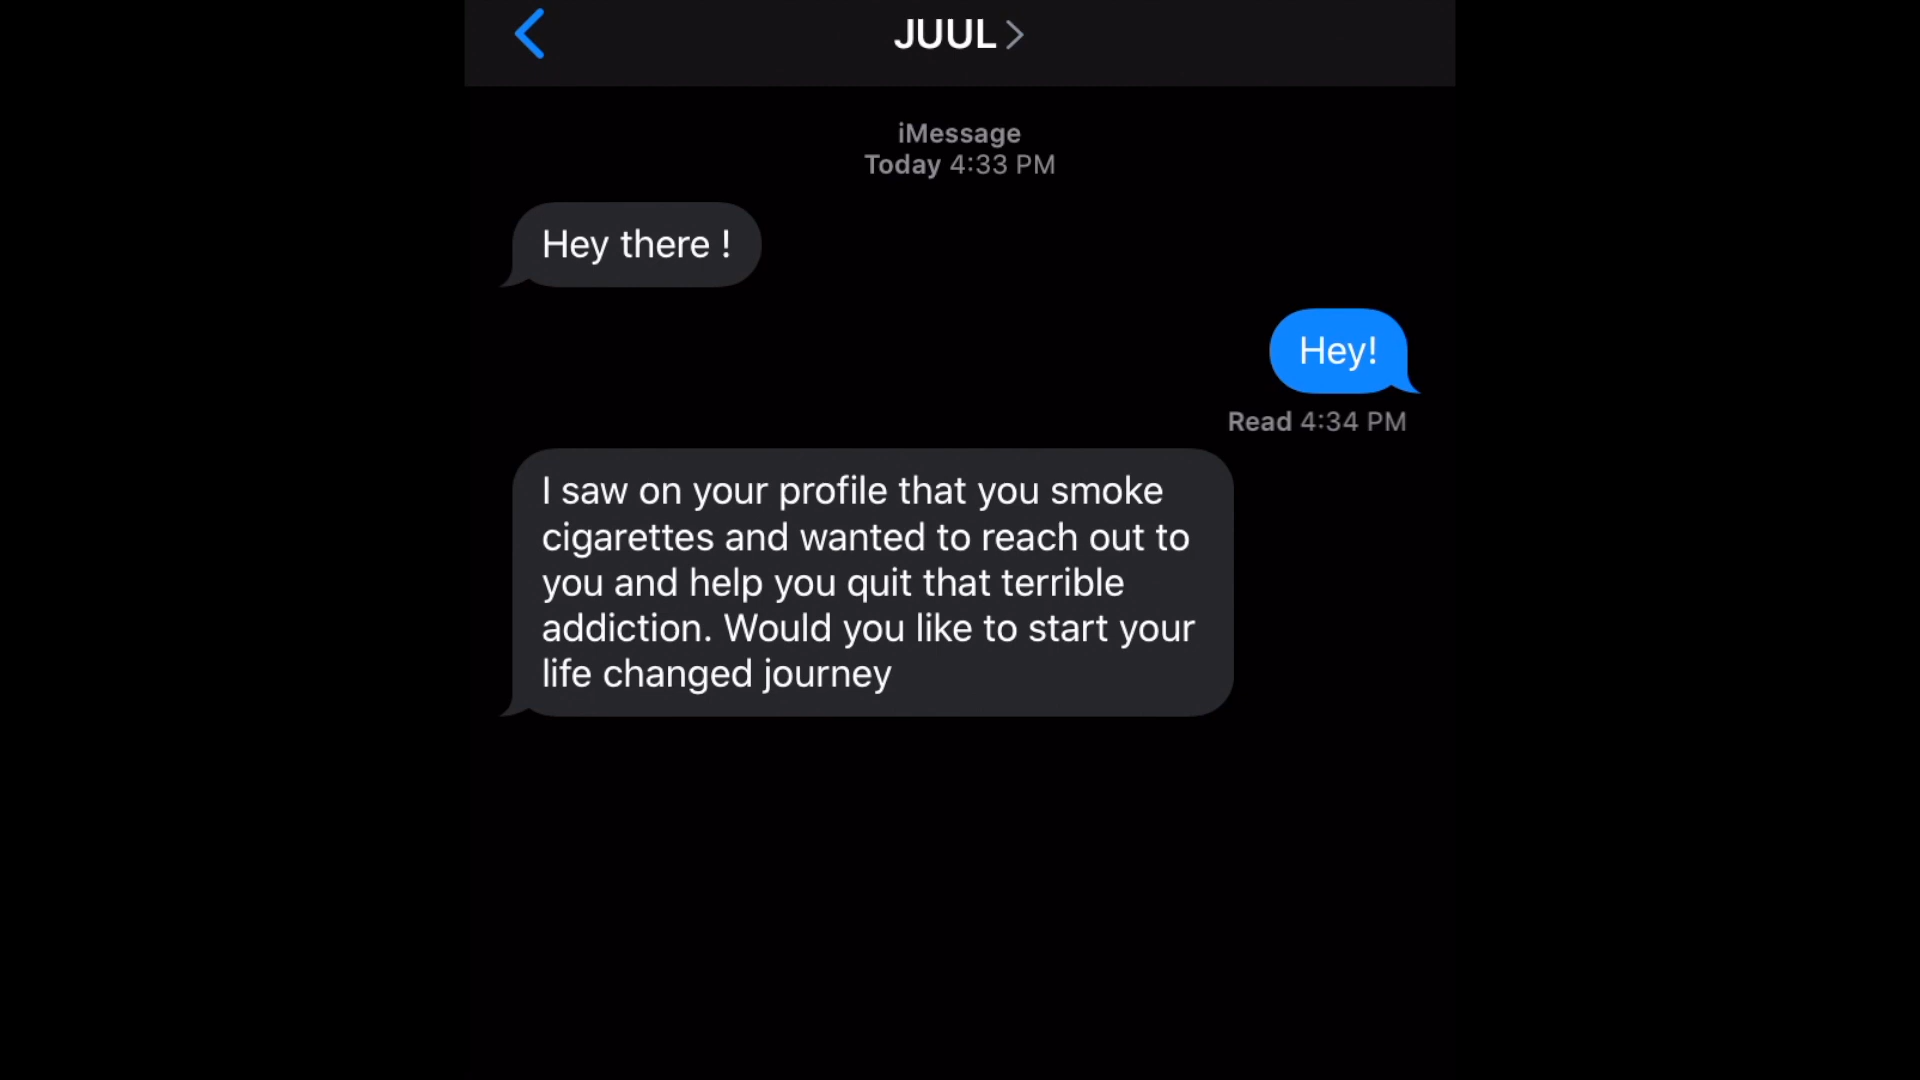 JUUL
iMessage
Today 4:33 PM
Hey there !
Hey!
Read 4:34 PM
I saw on your profile that you smoke
cigarettes and wanted to reach out to
you and help you quit that terrible
addiction. Would you like to start your
life changed journey